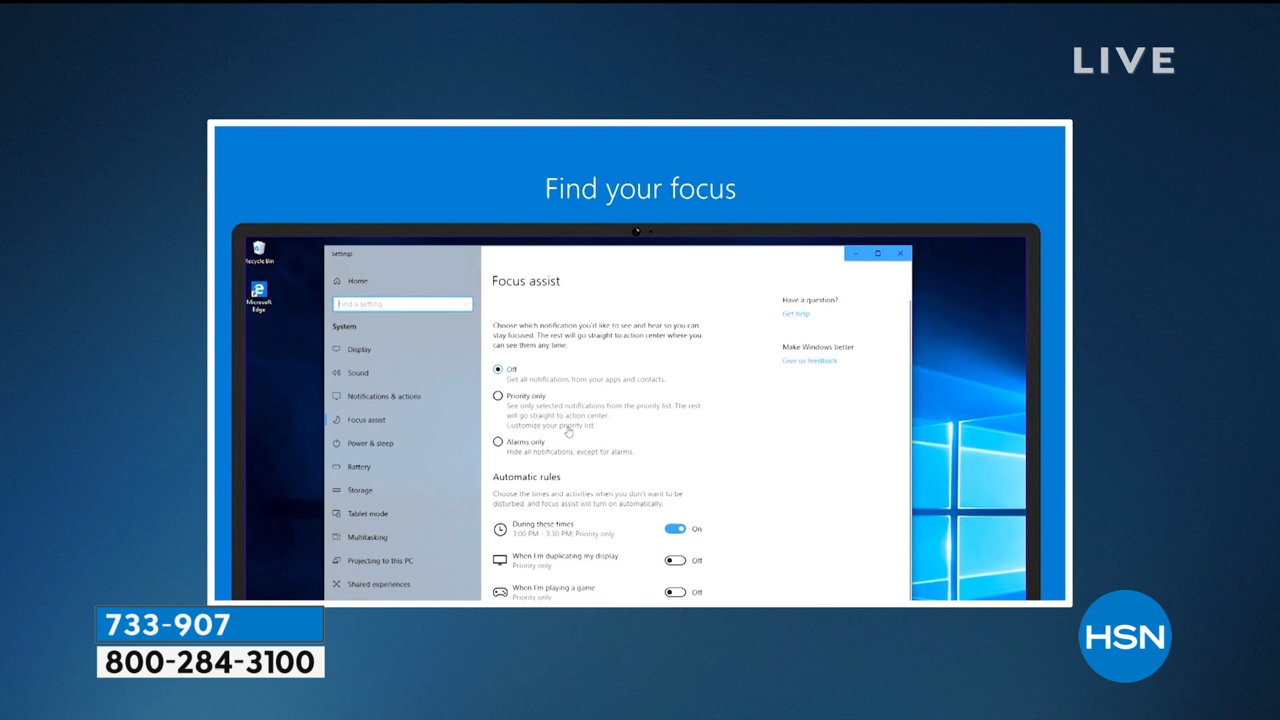 LIVE
Find your focus
Recycle Bin
Microsoft
Edge
Settings
Home
Find a setting
System
Display
Sound
Notifications & actions
Focus assist
Power & sleep
Battery
Storage
Tablet mode
Multitasking
Projecting to this PC
Shared experiences
Focus assist
Choose which notification you'd like to see and hear so you can
stay focused. The rest will go straight to action center where you
can see them any time.
Off
Get all notifications from your apps and contacts.
Priority only
See only selected notifications from the priority list. The rest
will go straight to action center.
Customize your priority list
Alarms only
Hide all notifications, except for alarms.
Automatic rules
Choose the times and activities when you don't want to be
disturbed, and focus assist will turn on automatically.
During these times
3:00 PM - 3:30 PM; Priority only
On
When I'm duplicating my display
Priority only
Off
When I'm playing a game
Priority only
Off
Have a question?
Get help
Make Windows better
Give us feedback
733-907
800-284-3100
HSN